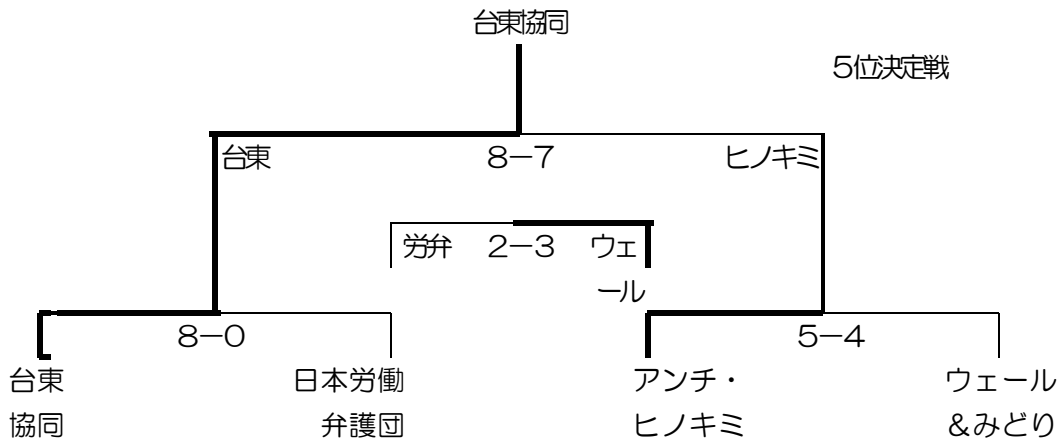 台東協同
５位決定戦
台東 ８－７ ヒノキミ
労弁 ２－３ ウェ
ール
８－０ ５－４
台東 日本労働 アンチ・ ウェール
協同 弁護団 ヒノキミ ＆みどり